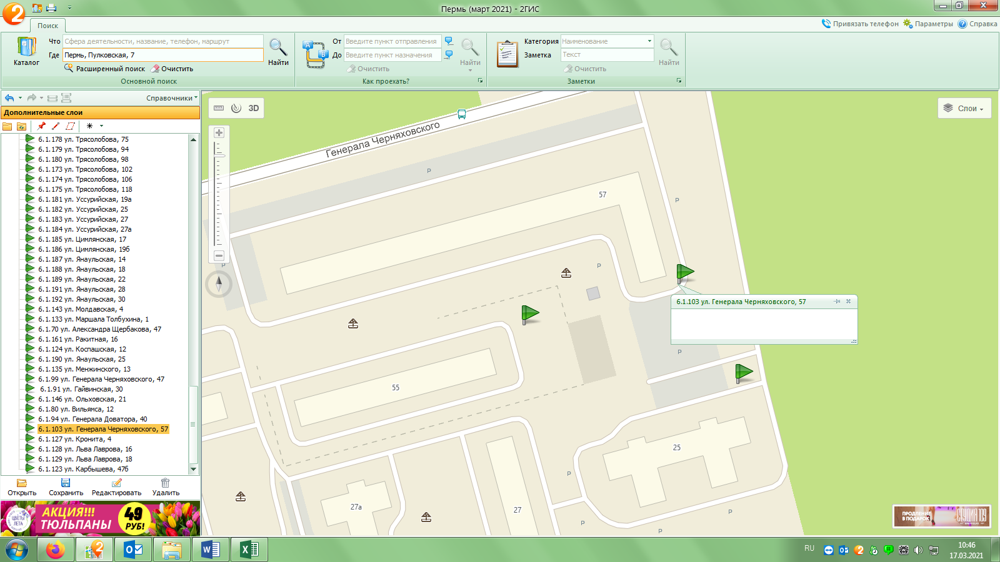 Пермь (март 2021) - 2ГИС
Поиск
Привязать телефон
Параметры
Справка
Каталог
Что
Сфера деятельности, название, телефон, маршрут
Где
Пермь, Пулковская, 7
Расширенный поиск
Очистить
Найти
Основной поиск
От
Введите пункт отправления
До
Введите пункт назначения
Очистить
Найти
Как проехать?
Категория
Наименование
Заметка
Текст
Очистить
Найти
Заметки
Справочники
Дополнительные слои
6.1.178 ул. Трясолобова, 75
6.1.179 ул. Трясолобова, 94
6.1.180 ул. Трясолобова, 98
6.1.173 ул. Трясолобова, 102
6.1.174 ул. Трясолобова, 106
6.1.175 ул. Трясолобова, 118
6.1.181 ул. Уссурийская, 19а
6.1.182 ул. Уссурийская, 25
6.1.183 ул. Уссурийская, 27
6.1.184 ул. Уссурийская, 27а
6.1.185 ул. Цимлянская, 17
6.1.186 ул. Цимлянская, 19б
6.1.187 ул. Янаульская, 14
6.1.188 ул. Янаульская, 18
6.1.189 ул. Янаульская, 22
6.1.191 ул. Янаульская, 28
6.1.192 ул. Янаульская, 30
6.1.143 ул. Молдавская, 4
6.1.133 ул. Маршала Толбухина, 1
6.1.70 ул. Александра Щербакова, 47
6.1.161 ул. Ракитная, 16
6.1.124 ул. Коспашская, 12
6.1.190 ул. Янаульская, 25
6.1.135 ул. Менжинского, 13
6.1.99 ул. Генерала Черняховского, 47
6.1.91 ул. Гайвинская, 30
6.1.146 ул. Ольховская, 21
6.1.80 ул. Вильямса, 12
6.1.94 ул. Генерала Доватора, 40
6.1.103 ул. Генерала Черняховского, 57
6.1.127 ул. Кронита, 4
6.1.128 ул. Льва Лаврова, 16
6.1.129 ул. Льва Лаврова, 18
6.1.123 ул. Карбышева, 47б
Открыть
Сохранить
Редактировать
Удалить
ЦВЕТЫ ЛЕТА
АКЦИЯ!!!
ТЮЛЬПАНЫ
49
РУБ!
3D
Слои
Генерала Черняховского
P
57
P
P
P
6.1.103 ул. Генерала Черняховского, 57
P
55
25
P
27а
27
P
P
P
ПРОДЛЕНИЕ
В ПОДАРОК
СТУДИЯ 109
RU
10:46
17.03.2021